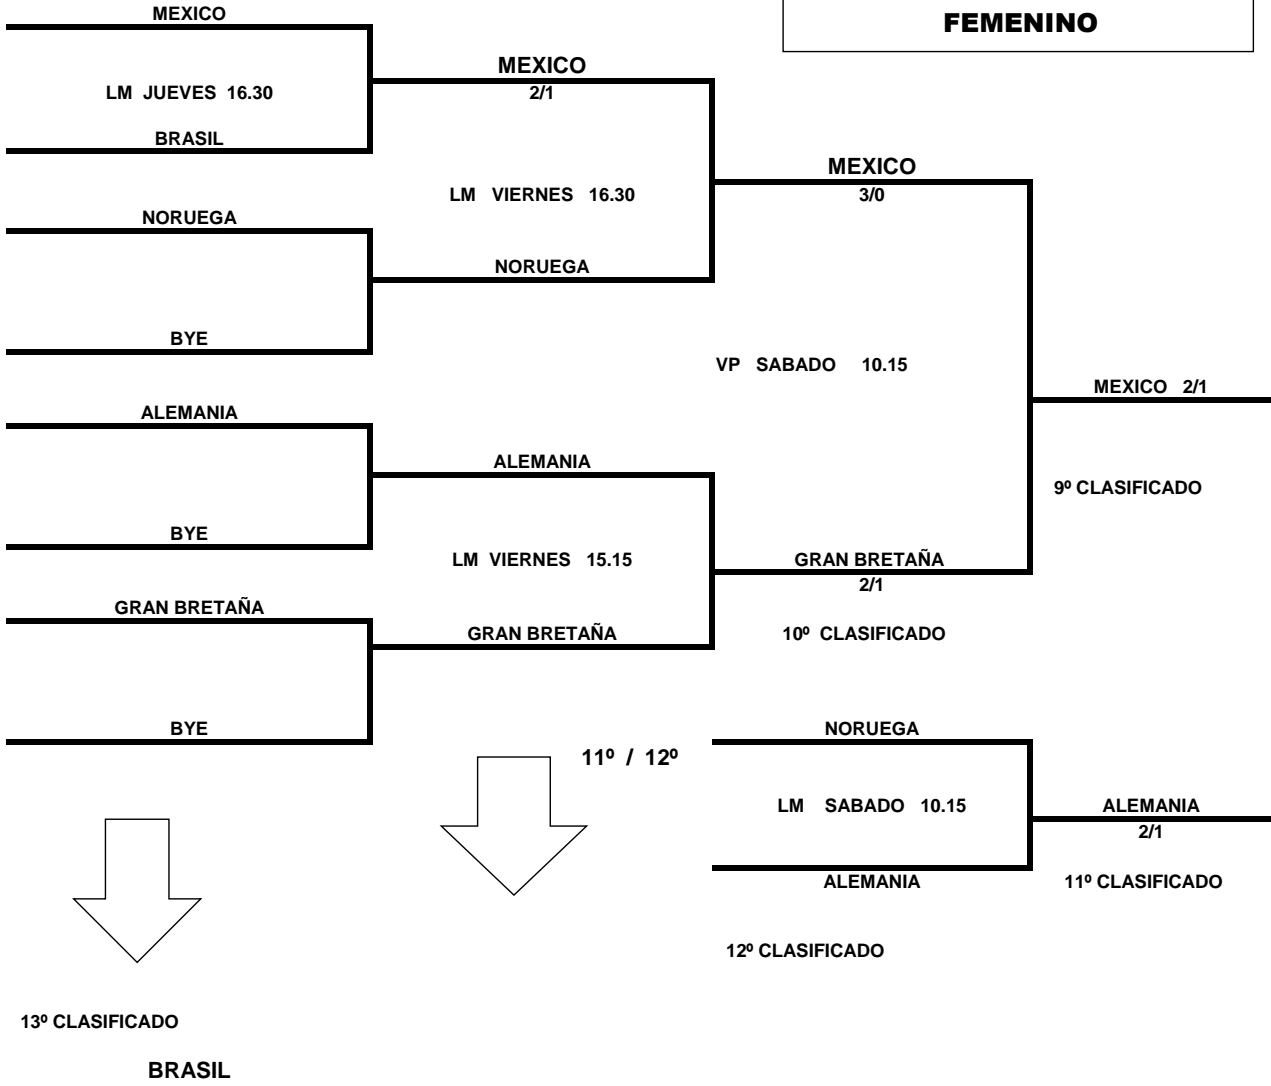 MEXICO
FEMENINO
MEXICO
LM JUEVES 16.30
2/1
BRASIL
MEXICO
LM VIERNES 16.30
3/0
NORUEGA
NORUEGA
BYE
VP SABADO 10.15
MEXICO 2/1
ALEMANIA
ALEMANIA
9º CLASIFICADO
BYE
LM VIERNES 15.15
GRAN BRETAÑA
2/1
GRAN BRETAÑA
GRAN BRETAÑA
10º CLASIFICADO
BYE
NORUEGA
11º / 12º
LM SABADO 10.15
ALEMANIA
2/1
ALEMANIA
11º CLASIFICADO
12º CLASIFICADO
13º CLASIFICADO
BRASIL